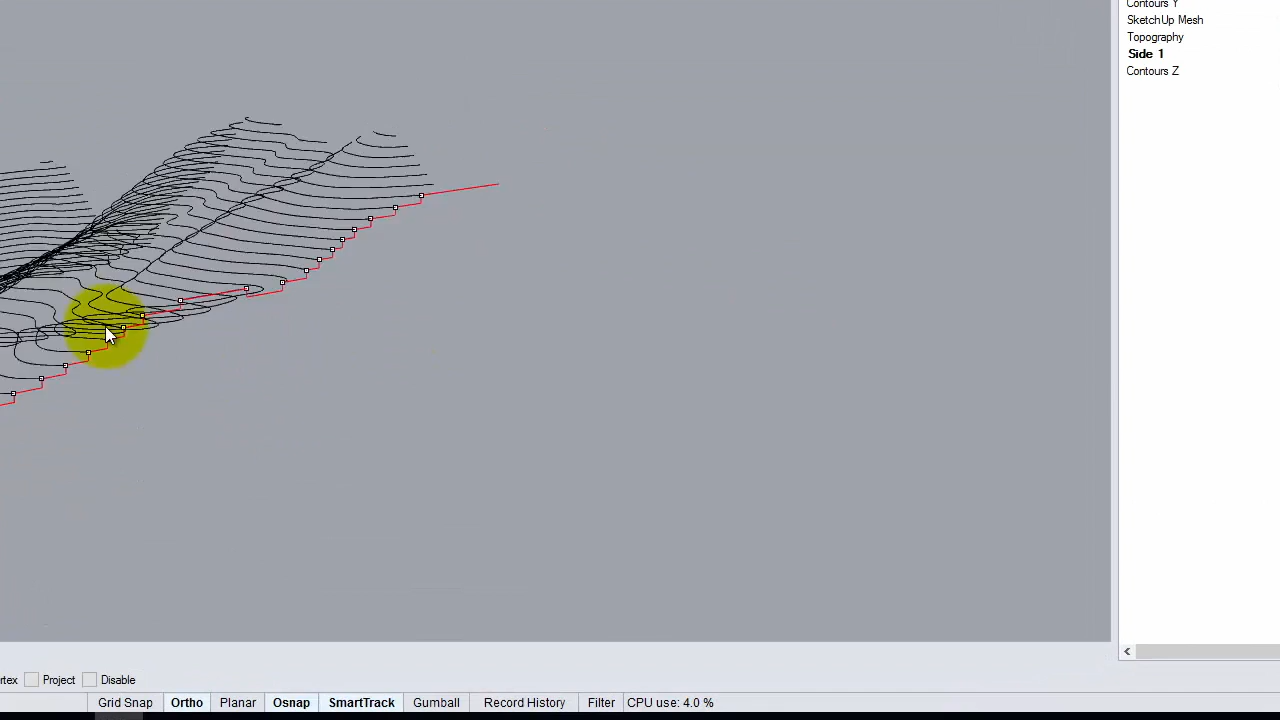 Contours Y
SketchUp Mesh
Topography
Side 1
Contours Z
rtex Project Disable
Grid Snap Ortho Planar Osnap SmartTrack Gumball Record History Filter CPU use: 4.0 %